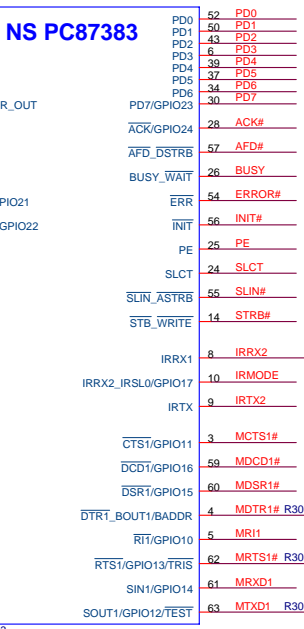 NS PC87383
PD0 52 PD0
PD1 50 PD1
PD2 43 PD2
PD3 6 PD3
PD4 39 PD4
PD5 37 PD5
PD6 34 PD6
PD7/GPIO23 30 PD7
R_OUT
ACK/GPIO24 28 ACK#
AFD_DSTRB 57 AFD#
BUSY_WAIT 26 BUSY
PIO21 ERR 54 ERROR#
GPIO22 INIT 56 INIT#
PE 25 PE
SLCT 24 SLCT
SLIN_ASTRB 55 SLIN#
STB_WRITE 14 STRB#
IRRX1 8 IRRX2
IRRX2_IRSL0/GPIO17 10 IRMODE
IRTX 9 IRTX2
CTS1/GPIO11 3 MCTS1#
DCD1/GPIO16 59 MDCD1#
DSR1/GPIO15 60 MDSR1#
DTR1_BOUT1/BADDR 4 MDTR1# R30
RI1/GPIO10 5 MRI1
RTS1/GPIO13/TRIS 62 MRTS1# R30
SIN1/GPIO14 61 MRXD1
SOUT1/GPIO12/TEST 63 MTXD1 R30